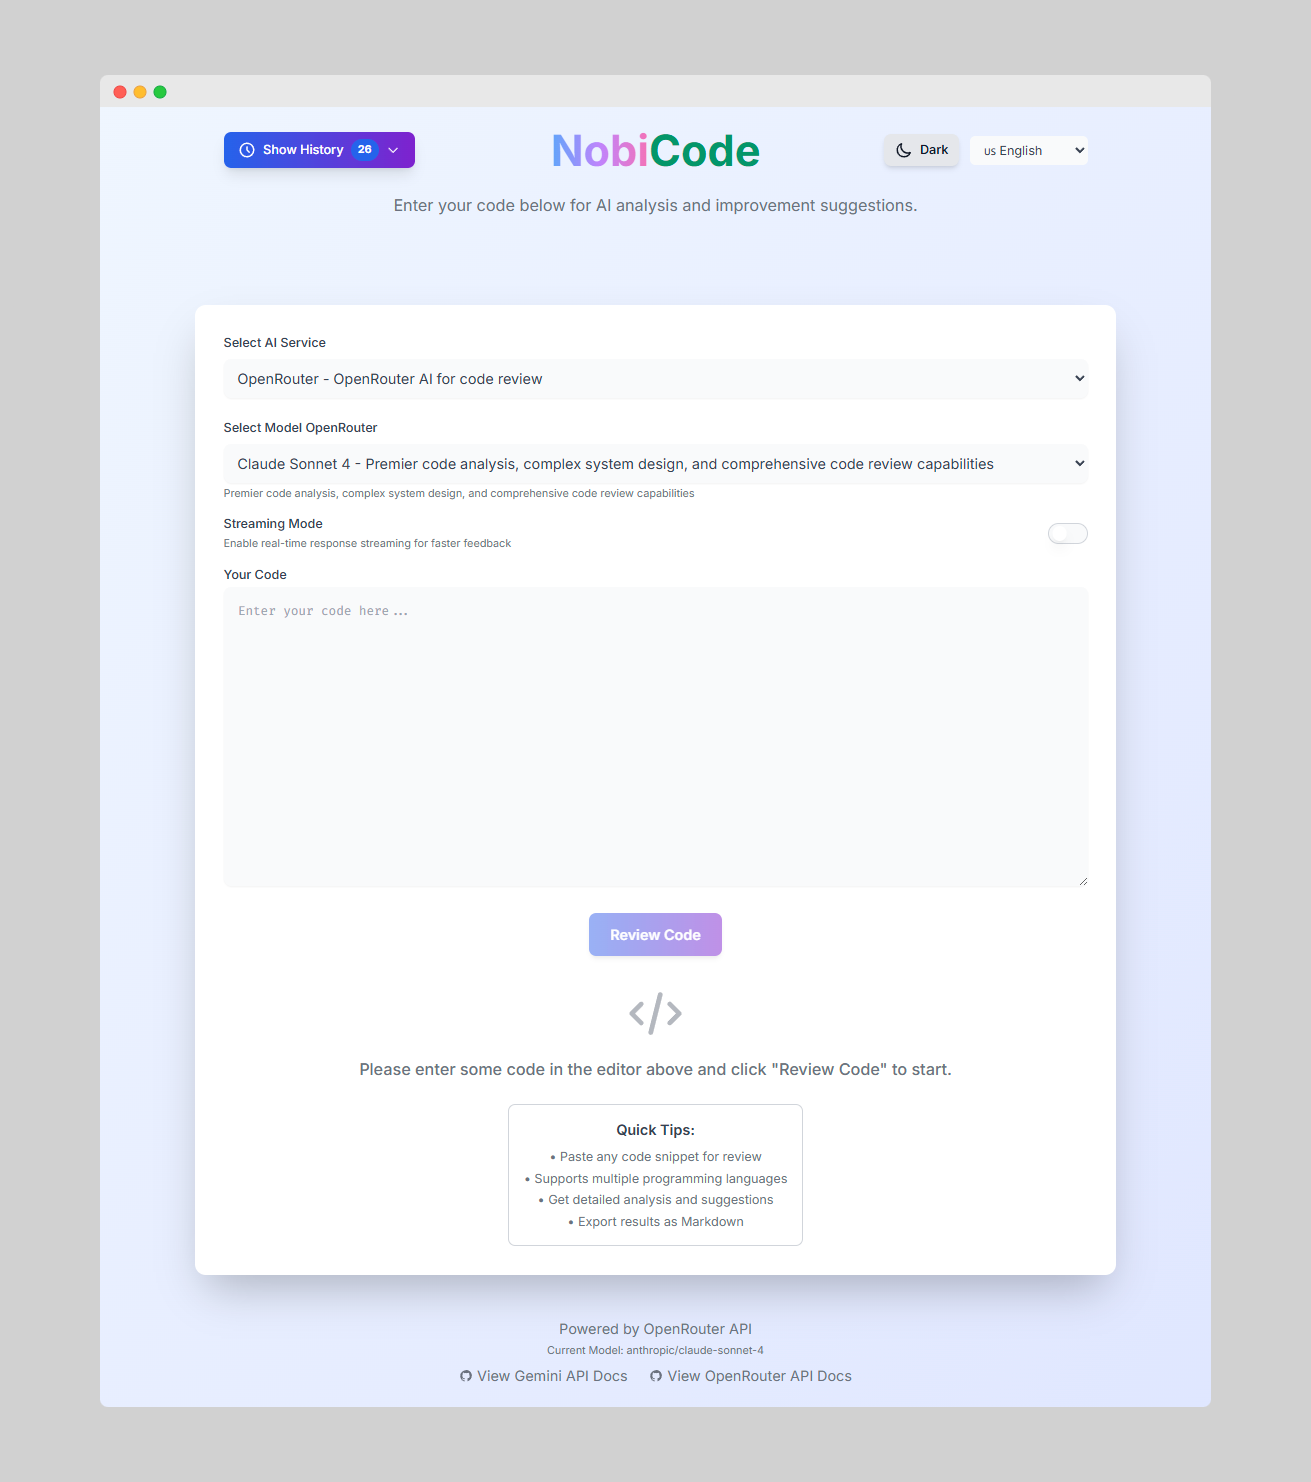 Show History 26
NobiCode
Dark
us English
Enter your code below for AI analysis and improvement suggestions.
Select AI Service
OpenRouter - OpenRouter AI for code review
Select Model OpenRouter
Claude Sonnet 4 - Premier code analysis, complex system design, and comprehensive code review capabilities
Premier code analysis, complex system design, and comprehensive code review capabilities
Streaming Mode
Enable real-time response streaming for faster feedback
Your Code
Enter your code here...
Review Code
</>
Please enter some code in the editor above and click "Review Code" to start.
Quick Tips:
• Paste any code snippet for review
• Supports multiple programming languages
• Get detailed analysis and suggestions
• Export results as Markdown
Powered by OpenRouter API
Current Model: anthropic/claude-sonnet-4
View Gemini API Docs
View OpenRouter API Docs